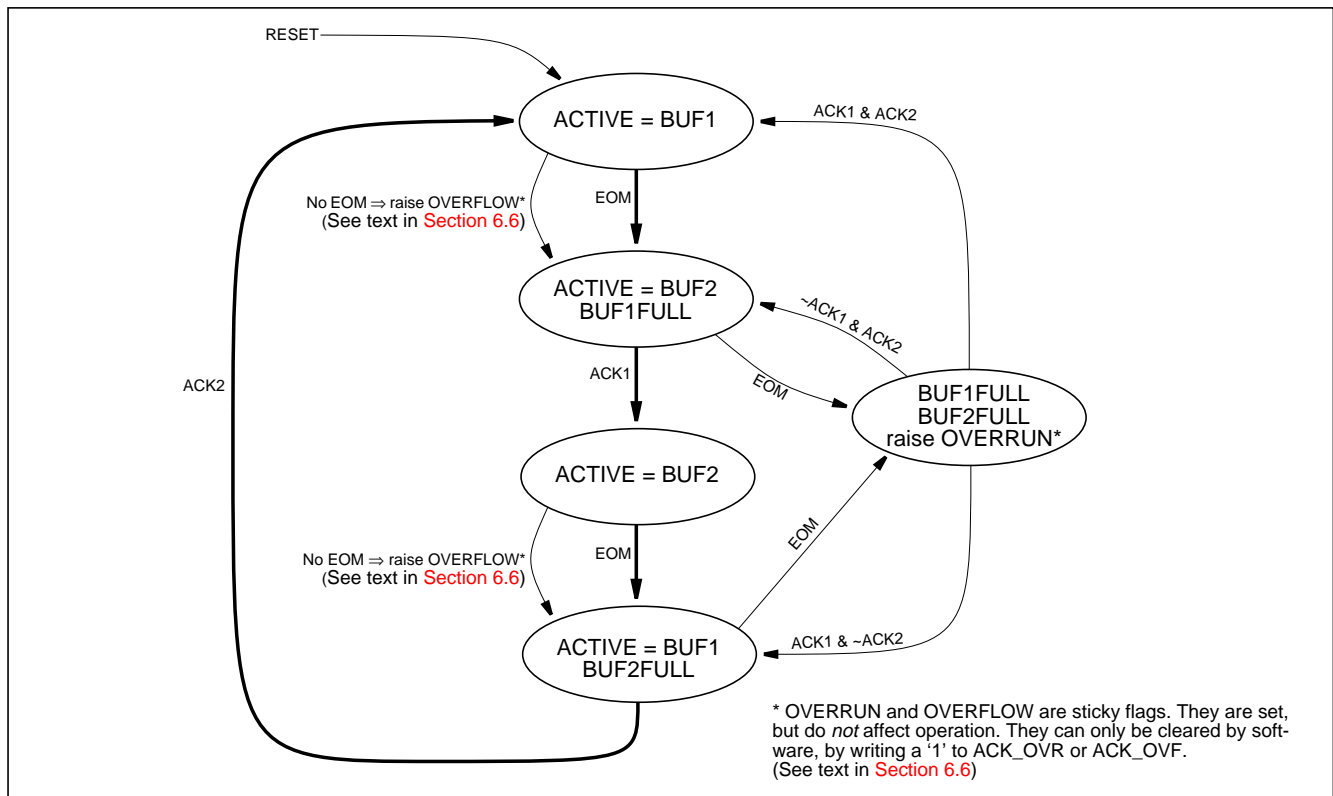 RESET
ACTIVE = BUF1
ACK1 & ACK2
No EOM ⇒ raise OVERFLOW*
(See text in Section 6.6)
EOM
ACTIVE = BUF2
BUF1FULL
~ACK1 & ACK2
EOM
ACK2
ACK1
BUF1FULL
BUF2FULL
raise OVERRUN*
ACTIVE = BUF2
No EOM ⇒ raise OVERFLOW*
(See text in Section 6.6)
EOM
EOM
ACTIVE = BUF1
BUF2FULL
ACK1 & ~ACK2
* OVERRUN and OVERFLOW are sticky flags. They are set,
but do not affect operation. They can only be cleared by soft-
ware, by writing a ‘1’ to ACK_OVR or ACK_OVF.
(See text in Section 6.6)